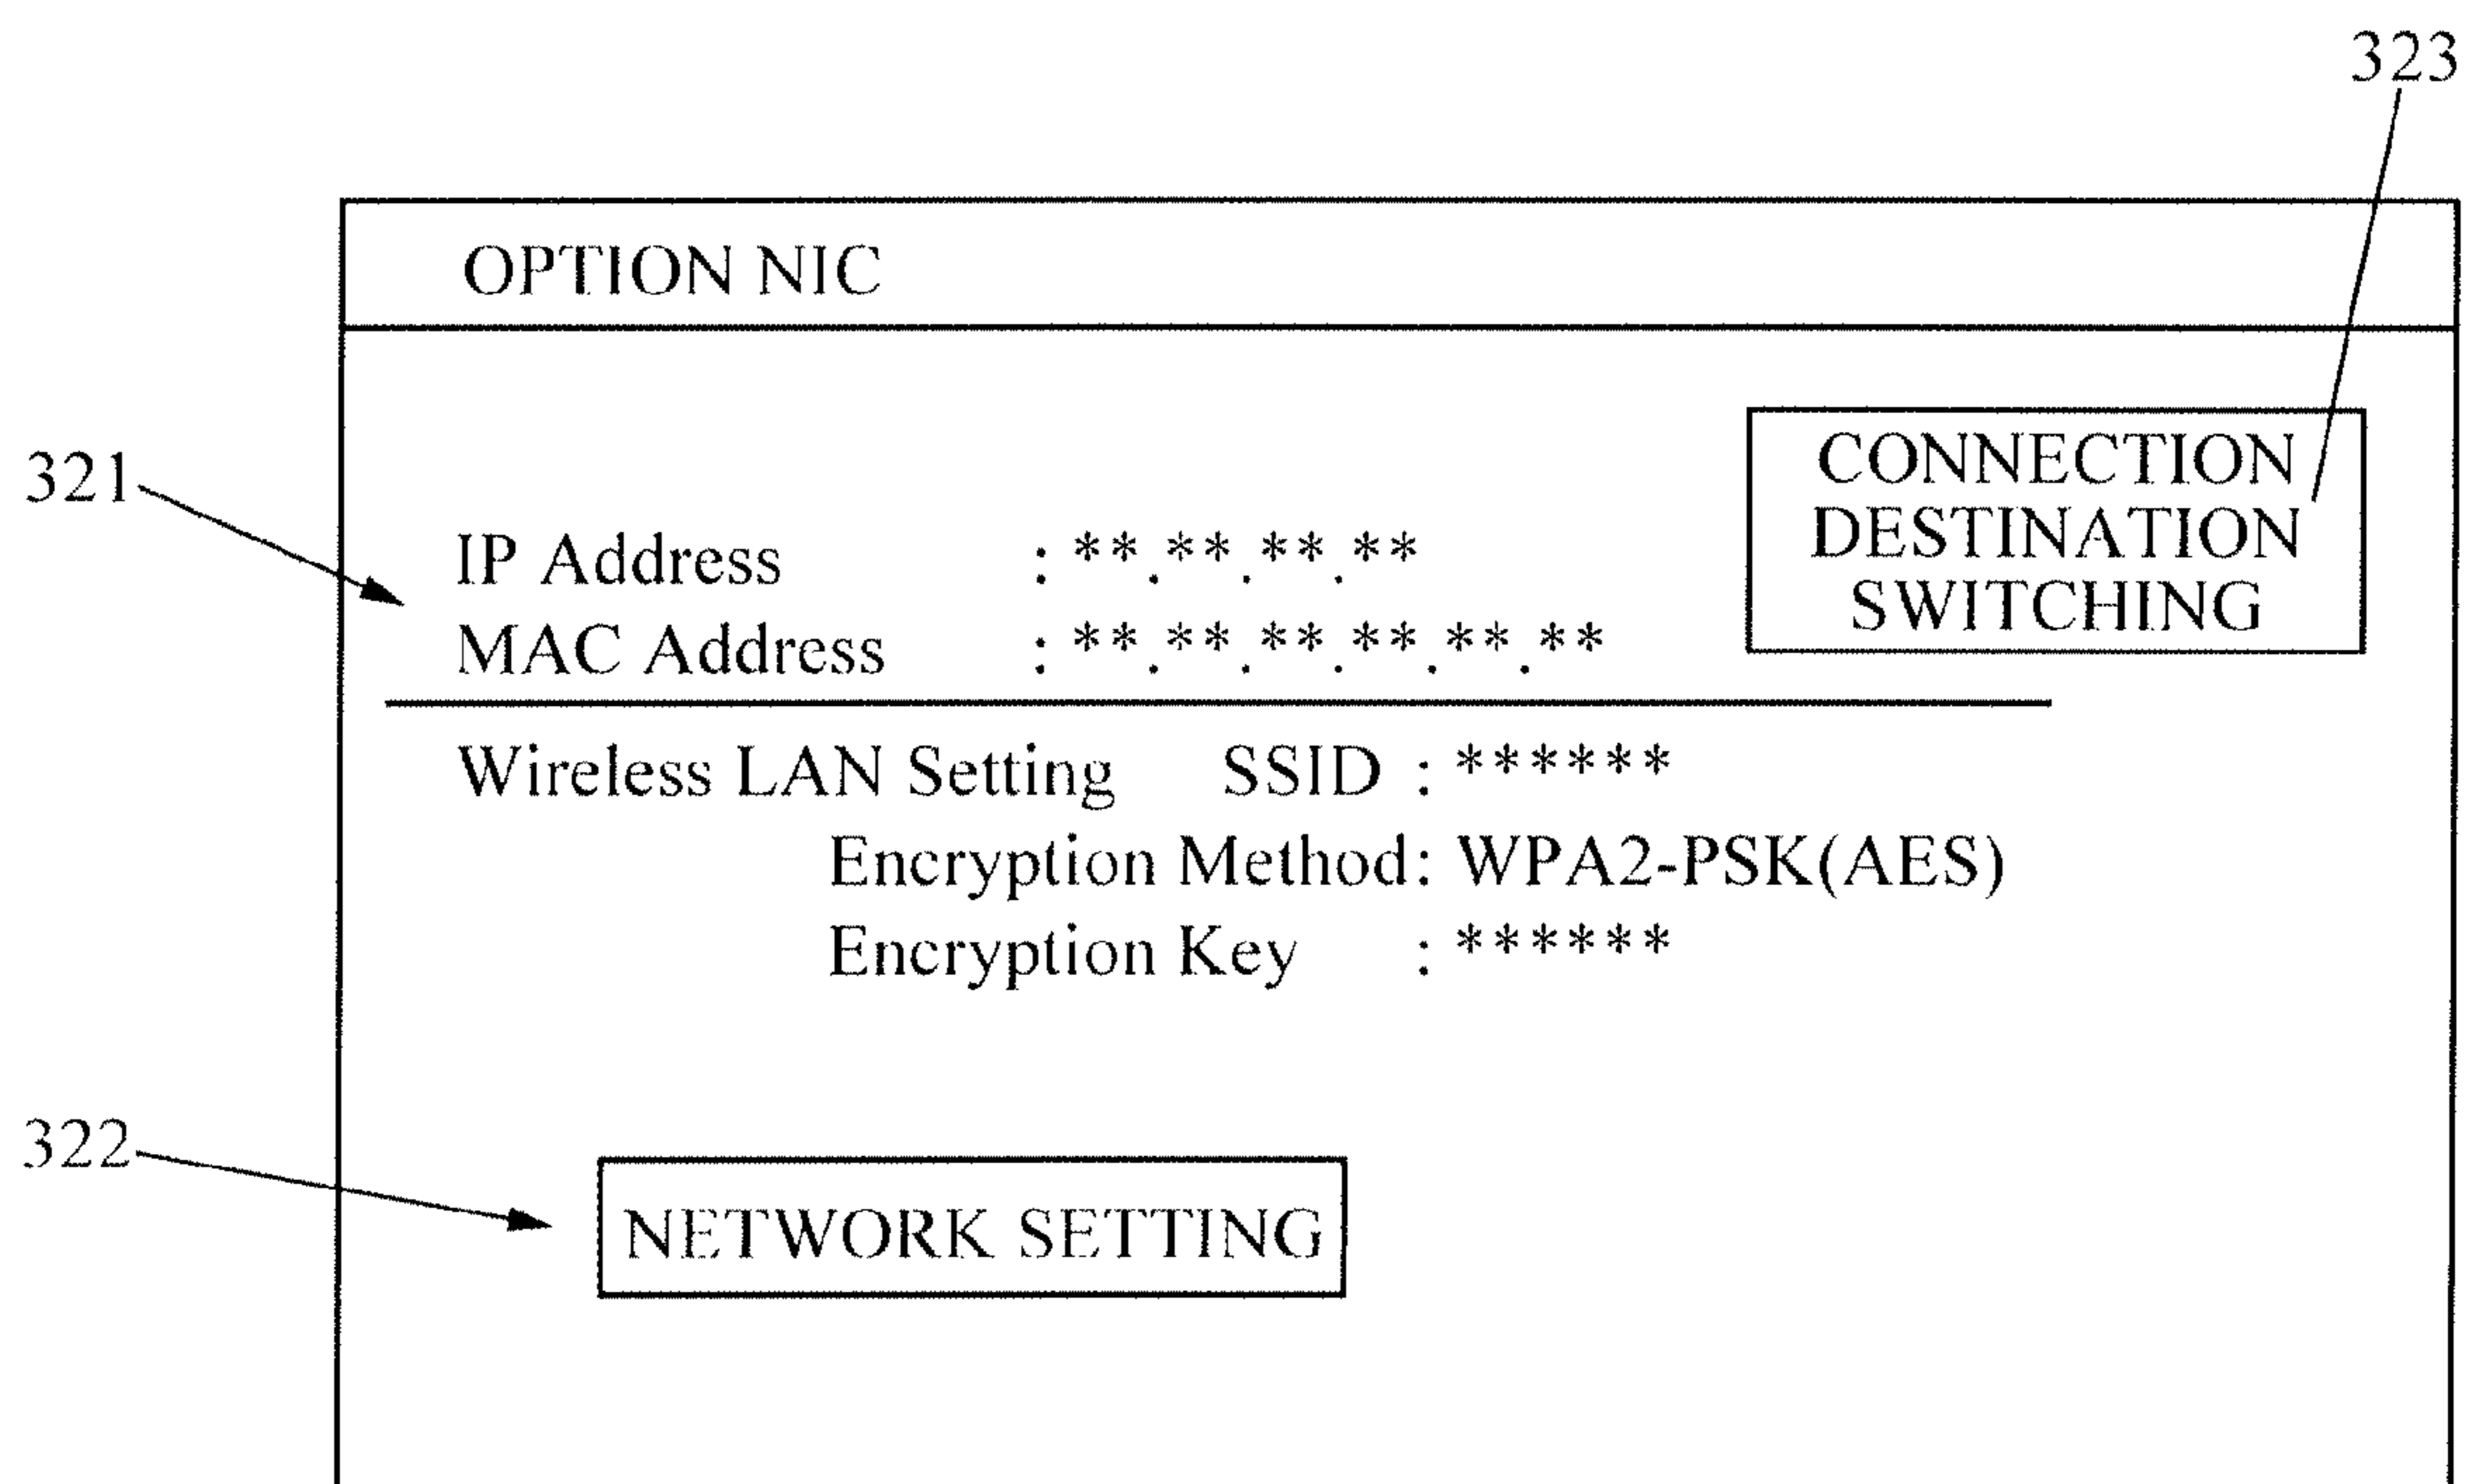 323
OPTION NIC
321
CONNECTION
DESTINATION
SWITCHING
IP Address : **.**.**.**
MAC Address : **.**.**.**.**.**
Wireless LAN Setting SSID : ******
Encryption Method: WPA2-PSK(AES)
Encryption Key : ******
322
NETWORK SETTING